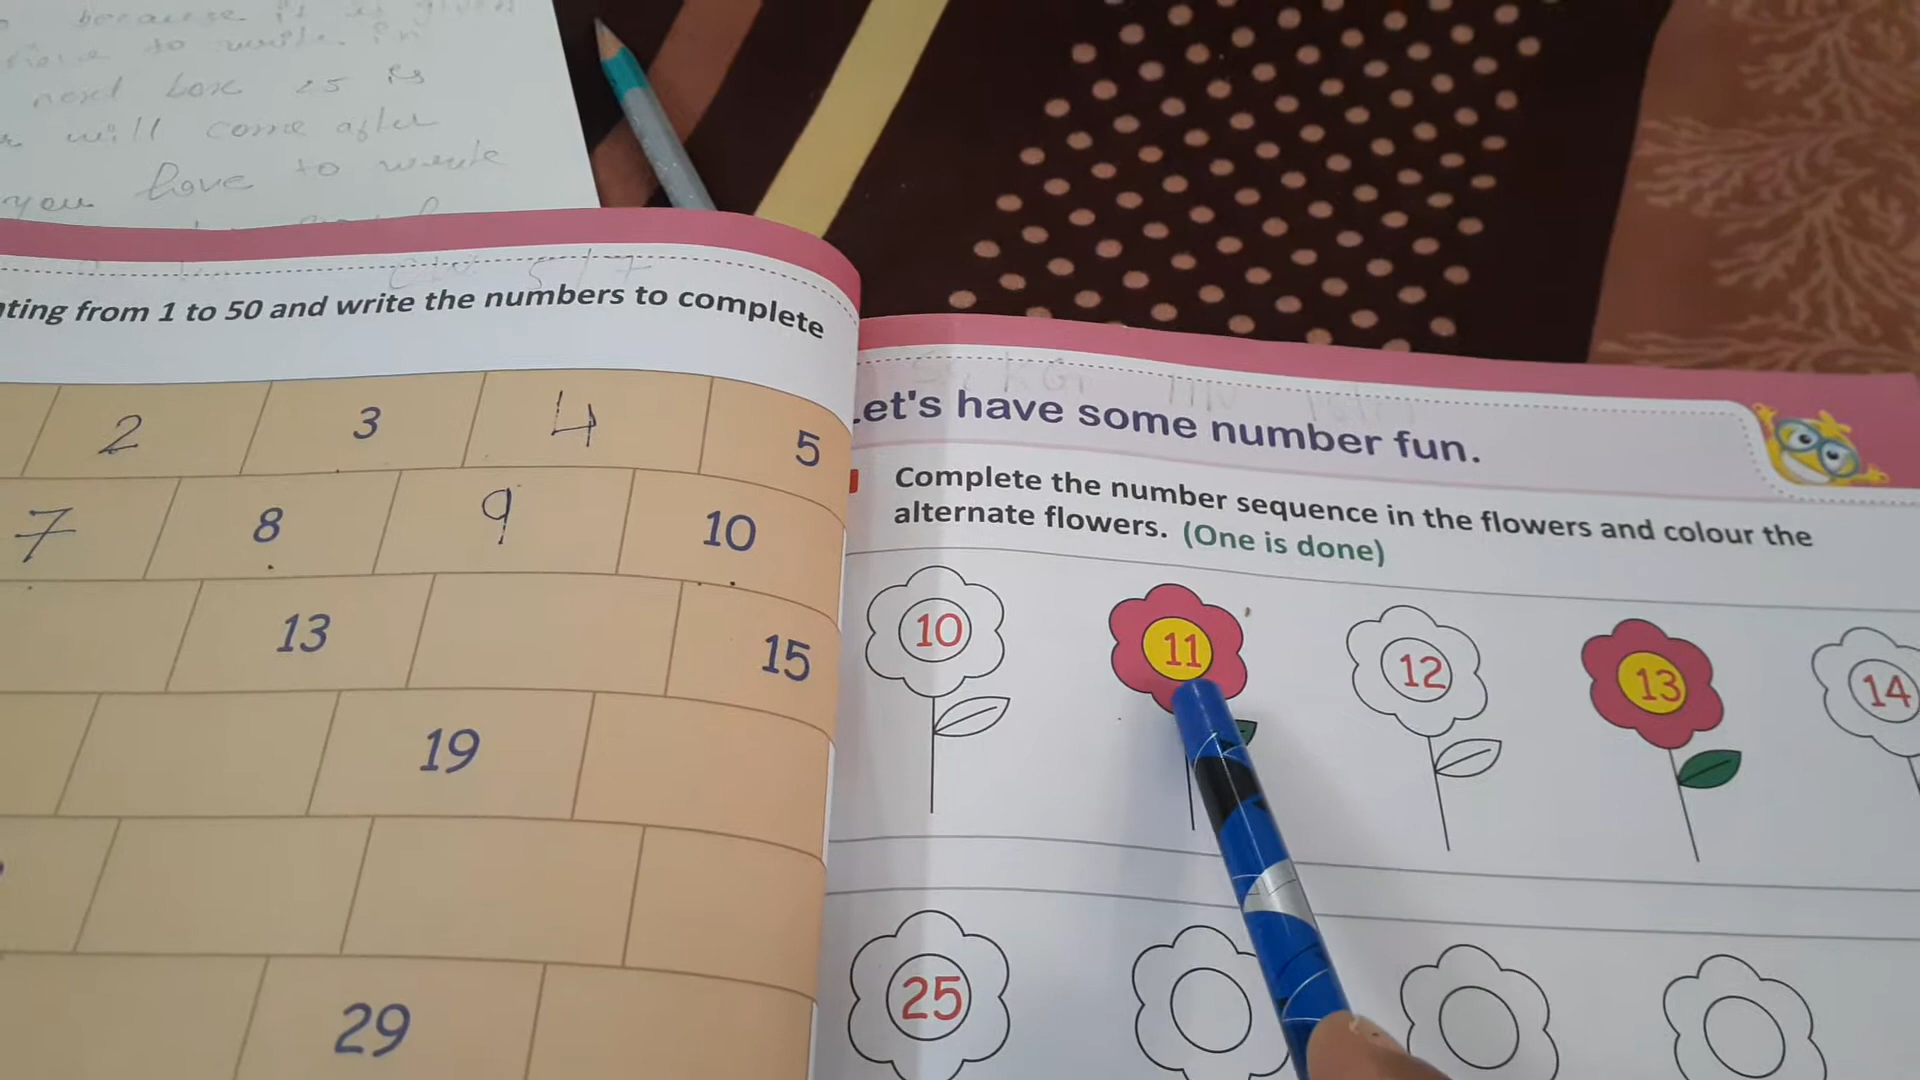 because it is given
to write in
next box 25 is
will come after
you have to write
ting from 1 to 50 and write the numbers to complete
2 3 4 5
7 8 9 10
13 15
19
29
et's have some number fun.
Complete the number sequence in the flowers and colour the
alternate flowers. (One is done)
10 11 12 13 14
25